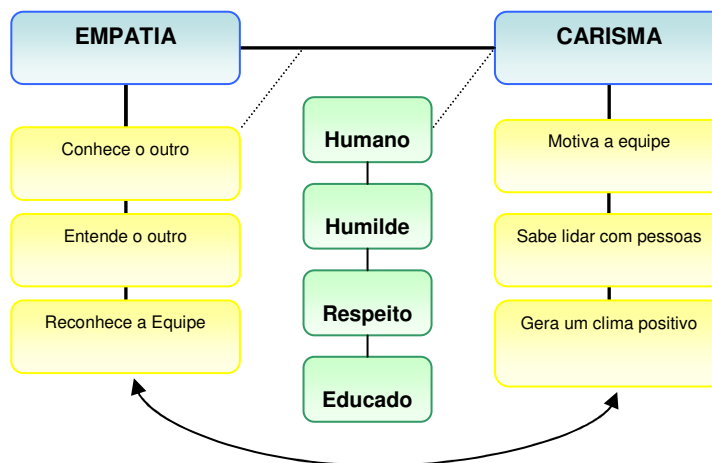 EMPATIA
CARISMA
Conhece o outro
Entende o outro
Reconhece a Equipe
Humano
Humilde
Respeito
Educado
Motiva a equipe
Sabe lidar com pessoas
Gera um clima positivo